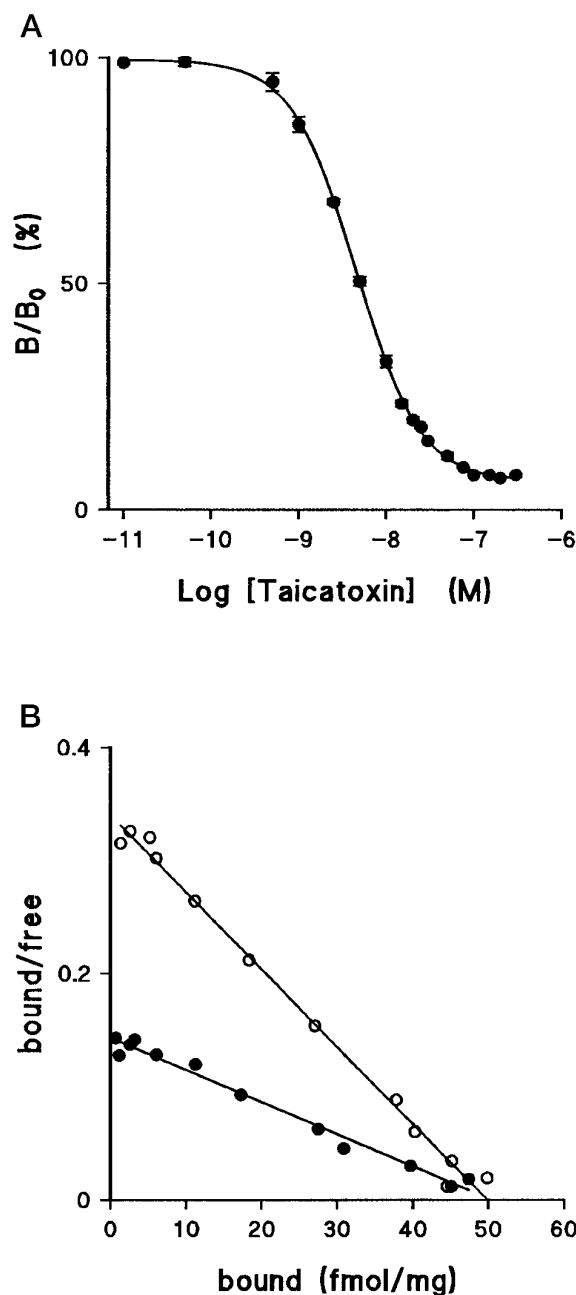 A
100
50
0
B/B₀ (%)
−11 −10 −9 −8 −7 −6
Log [Taicatoxin] (M)
B
0.4
0.2
0
bound/free
0 10 20 30 40 50 60
bound (fmol/mg)